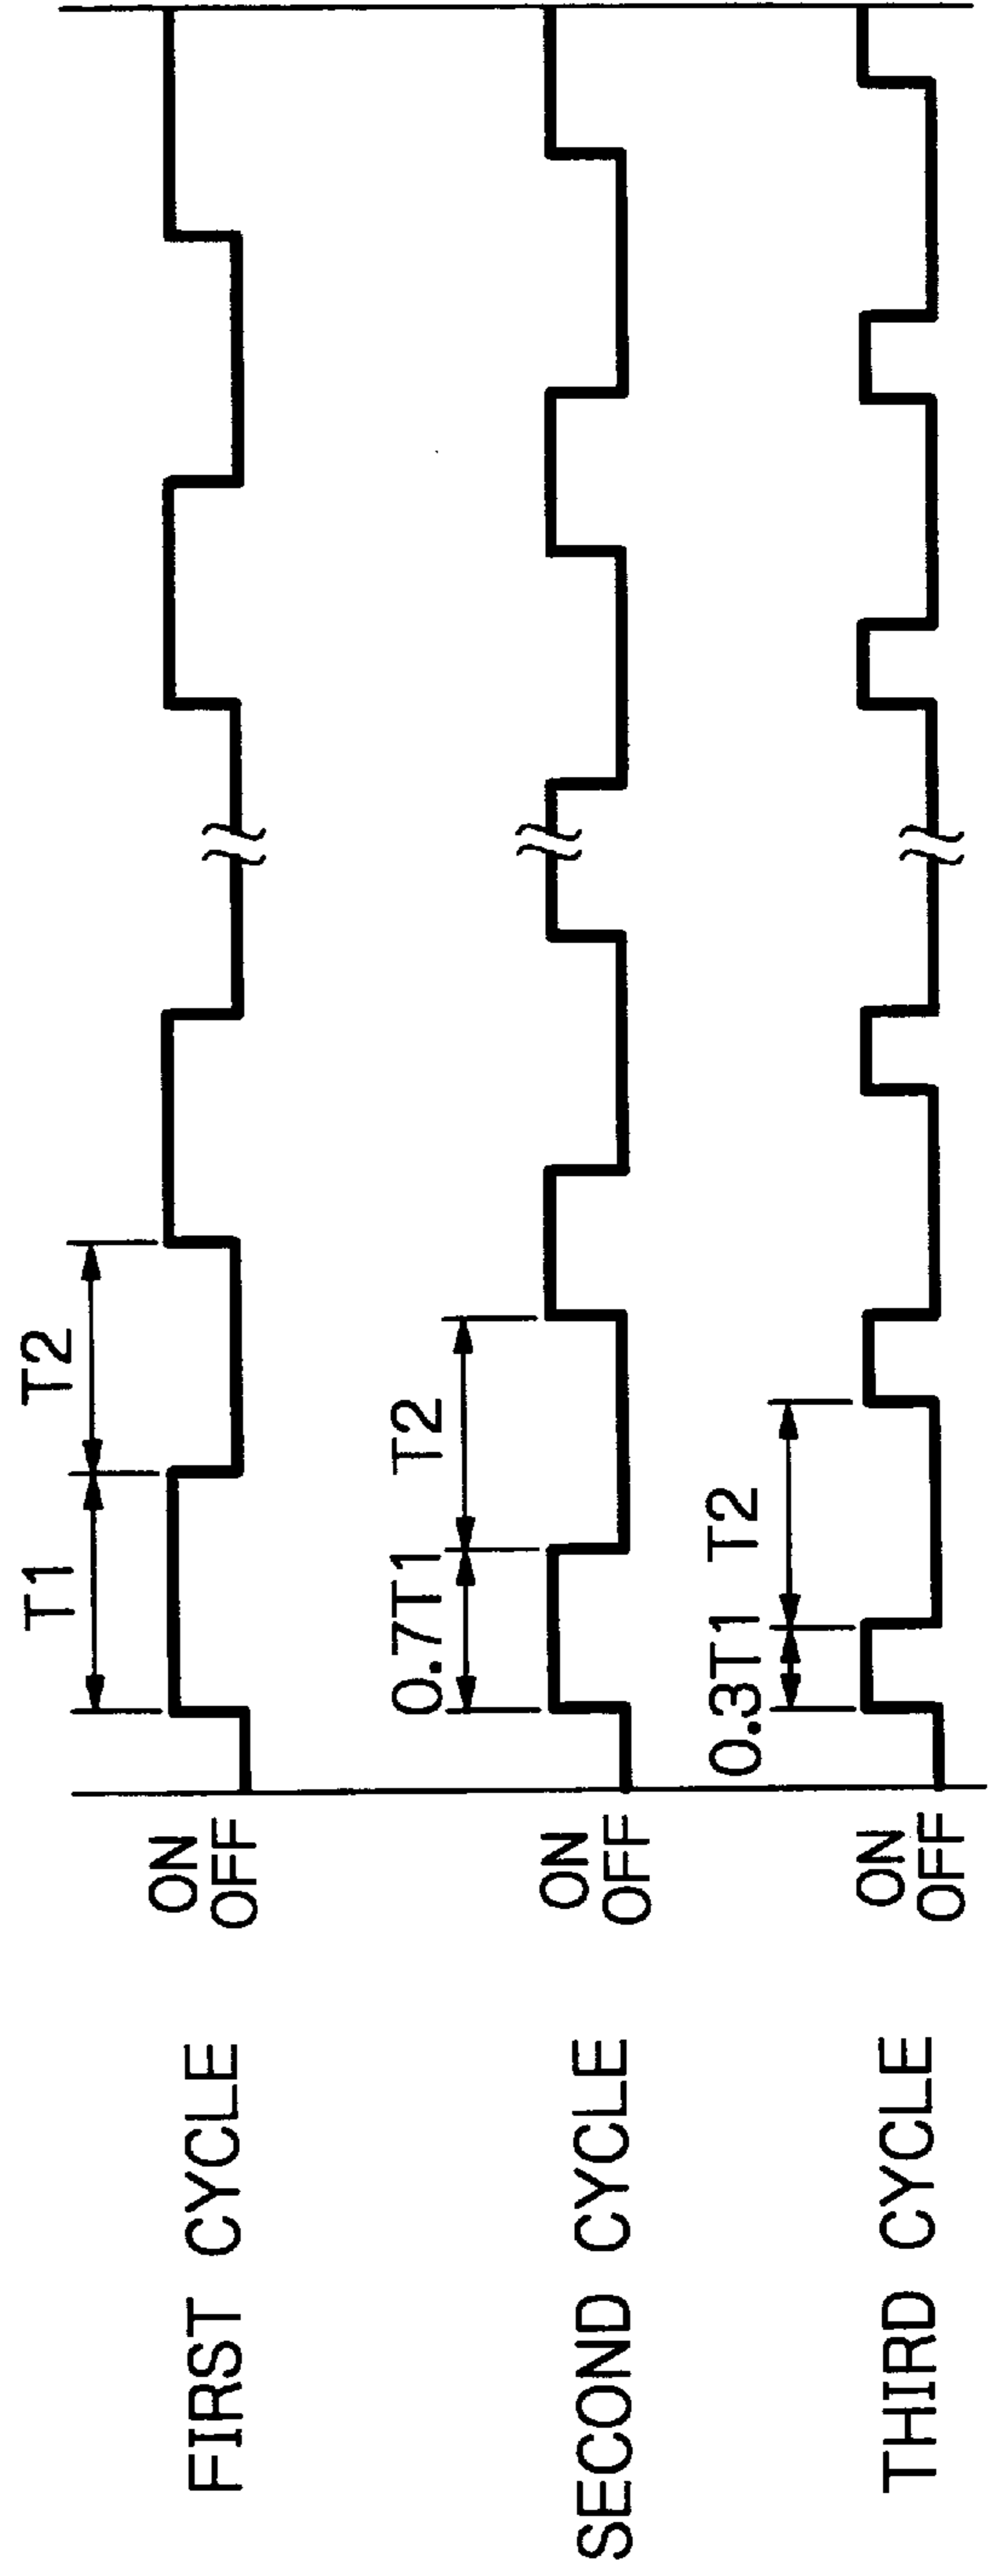 FIRST CYCLE
ON
OFF
T1
T2
SECOND CYCLE
ON
OFF
0.7T1
T2
THIRD CYCLE
ON
OFF
0.3T1
T2